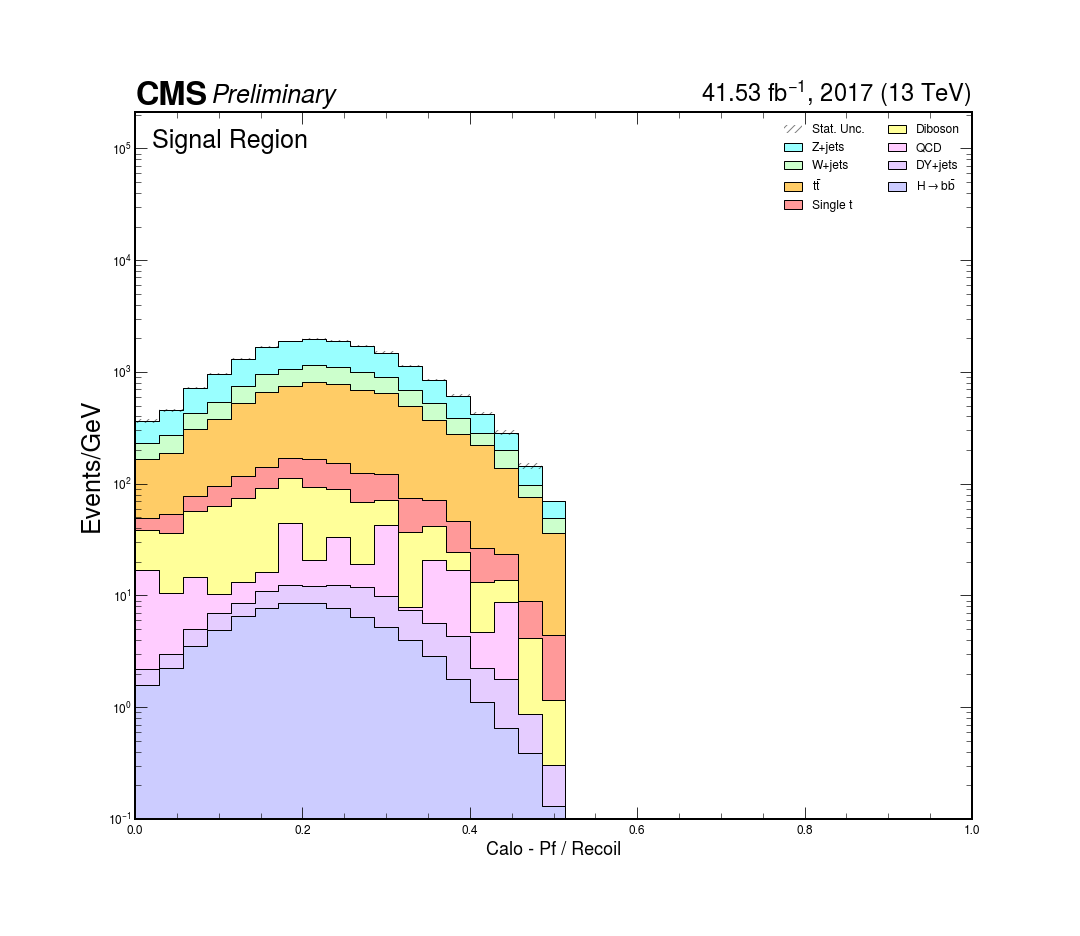 CMS Preliminary 41.53 fb⁻¹, 2017 (13 TeV)
Signal Region
Stat. Unc.
Z+jets
W+jets
tt̄
Single t
Diboson
QCD
DY+jets
H→bb̄
Events/GeV
10⁵
10⁴
10³
10²
10¹
10⁰
10⁻¹
0.0 0.2 0.4 0.6 0.8 1.0
Calo - Pf / Recoil